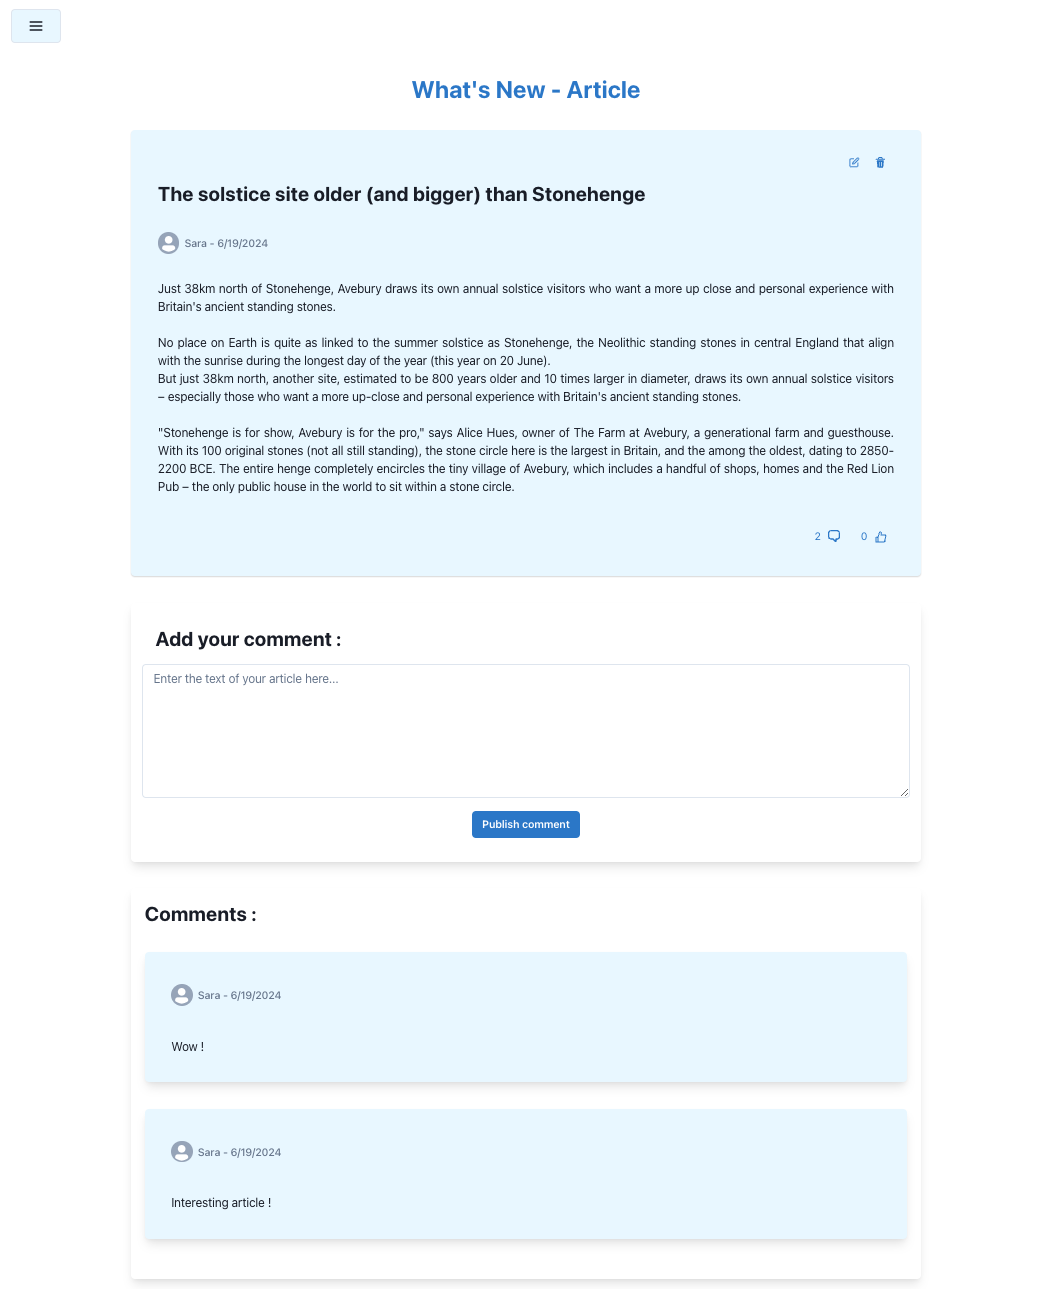 What's New - Article
The solstice site older (and bigger) than Stonehenge
Sara - 6/19/2024
Just 38km north of Stonehenge, Avebury draws its own annual solstice visitors who want a more up close and personal experience with
Britain's ancient standing stones.
No place on Earth is quite as linked to the summer solstice as Stonehenge, the Neolithic standing stones in central England that align
with the sunrise during the longest day of the year (this year on 20 June).
But just 38km north, another site, estimated to be 800 years older and 10 times larger in diameter, draws its own annual solstice visitors
– especially those who want a more up-close and personal experience with Britain's ancient standing stones.
"Stonehenge is for show, Avebury is for the pro," says Alice Hues, owner of The Farm at Avebury, a generational farm and guesthouse.
With its 100 original stones (not all still standing), the stone circle here is the largest in Britain, and the among the oldest, dating to 2850-
2200 BCE. The entire henge completely encircles the tiny village of Avebury, which includes a handful of shops, homes and the Red Lion
Pub – the only public house in the world to sit within a stone circle.
2 0
Add your comment :
Enter the text of your article here...
Publish comment
Comments :
Sara - 6/19/2024
Wow !
Sara - 6/19/2024
Interesting article !